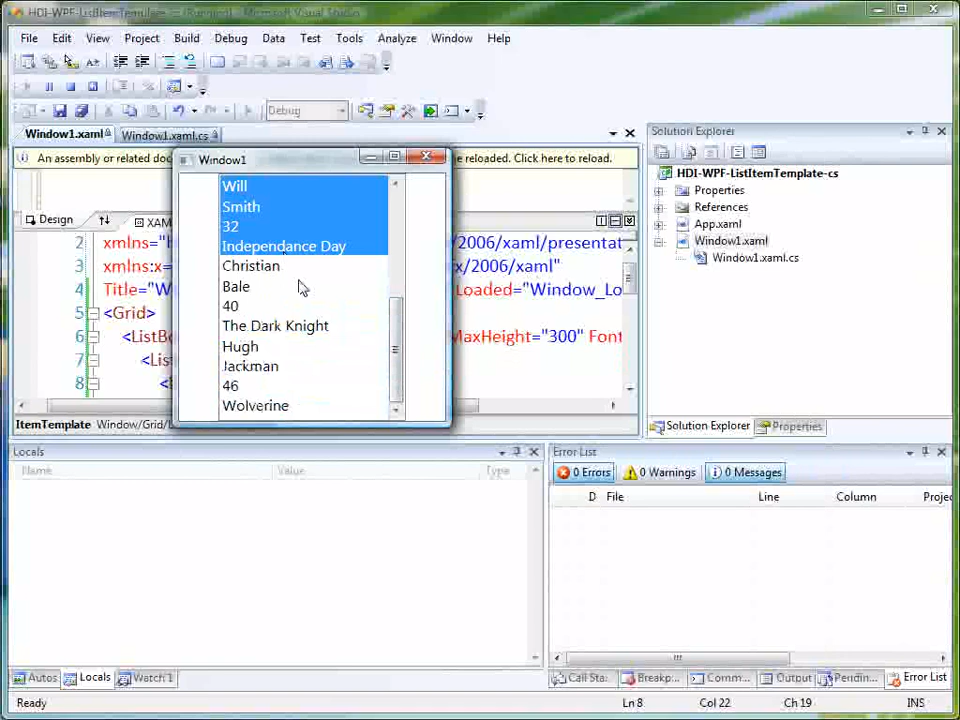 HDI-WPF-ListItemTemplate-cs (Running) - Microsoft Visual Studio
File Edit View Project Build Debug Data Test Tools Analyze Window Help
Debug
Window1.xaml Window1.xaml.cs
An assembly or related do
e reloaded. Click here to reload.
Window1
Will
Smith
32
Independance Day
Christian
Bale
40
The Dark Knight
Hugh
Jackman
46
Wolverine
Design XAM
2 xmlns="h /2006/xaml/presentat
3 xmlns:x= x/2006/xaml"
4 Title="W Loaded="Window_Lo
5 <Grid>
6 <ListBo MaxHeight="300" Font
7 <Lis
8
ItemTemplate Window/Grid/L
Solution Explorer
HDI-WPF-ListItemTemplate-cs
Properties
References
App.xaml
Window1.xaml
Window1.xaml.cs
Solution Explorer Properties
Locals
Name Value Type
Autos Locals Watch 1
Error List
0 Errors 0 Warnings 0 Messages
D File Line Column Projec
Call Sta... Breakp... Comm... Output Pendin... Error List
Ready Ln 8 Col 22 Ch 19 INS